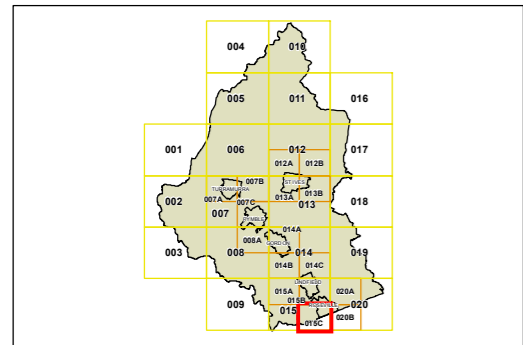 004 010
005 011 016
001 006 012 017
012A 012B
007B ST IVES
TURRAMURRA
002 007A 007C 013A 013B 018
007 013
PYMBLE
014A
008A GORDON
003 008 014 019
014B 014C
LINDFIELD
015A 020A
015B
009 015 ROSEVILLE 020
015C 020B